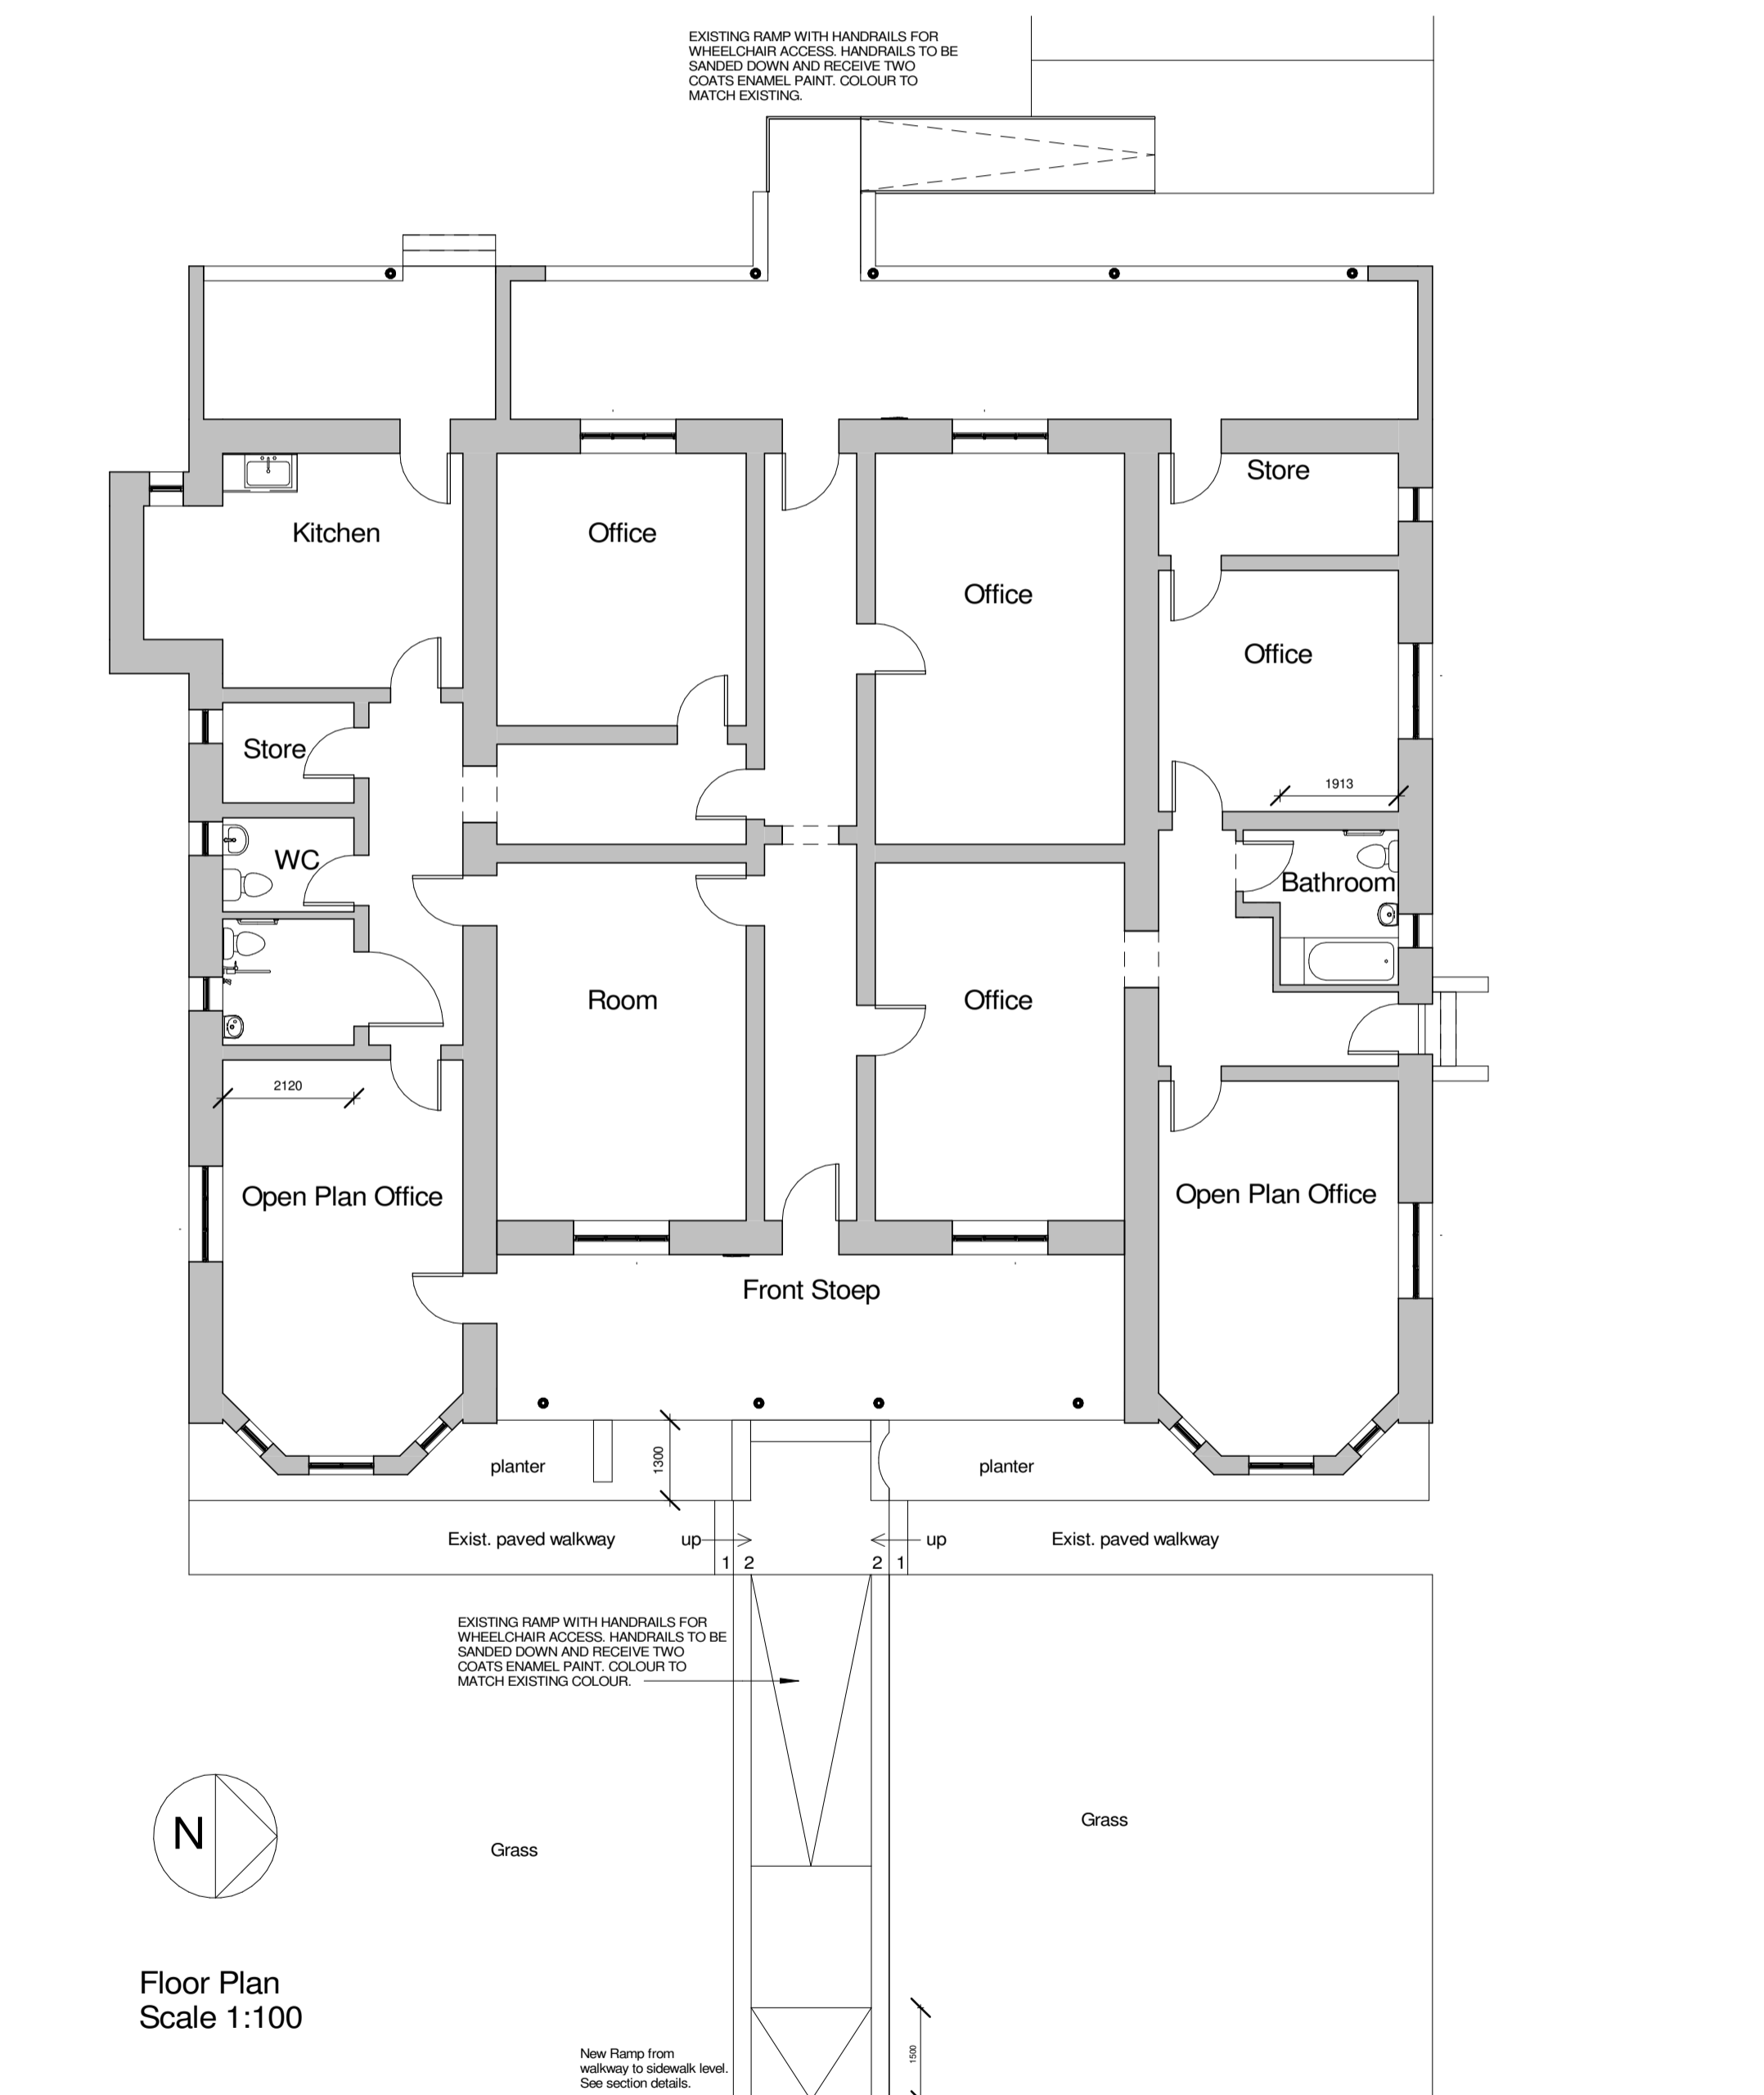 EXISTING RAMP WITH HANDRAILS FOR
WHEELCHAIR ACCESS. HANDRAILS TO BE
SANDED DOWN AND RECEIVE TWO
COATS ENAMEL PAINT. COLOUR TO
MATCH EXISTING.
Store
Kitchen
Office
Office
Office
Store
1913
WC
Bathroom
Room
Office
2120
Open Plan Office
Open Plan Office
Front Stoep
1300
planter
planter
Exist. paved walkway
up
up
Exist. paved walkway
1 2
2 1
EXISTING RAMP WITH HANDRAILS FOR
WHEELCHAIR ACCESS. HANDRAILS TO BE
SANDED DOWN AND RECEIVE TWO
COATS ENAMEL PAINT. COLOUR TO
MATCH EXISTING COLOUR.
Grass
N
Grass
Floor Plan
Scale 1:100
New Ramp from
walkway to sidewalk level.
See section details.
1500